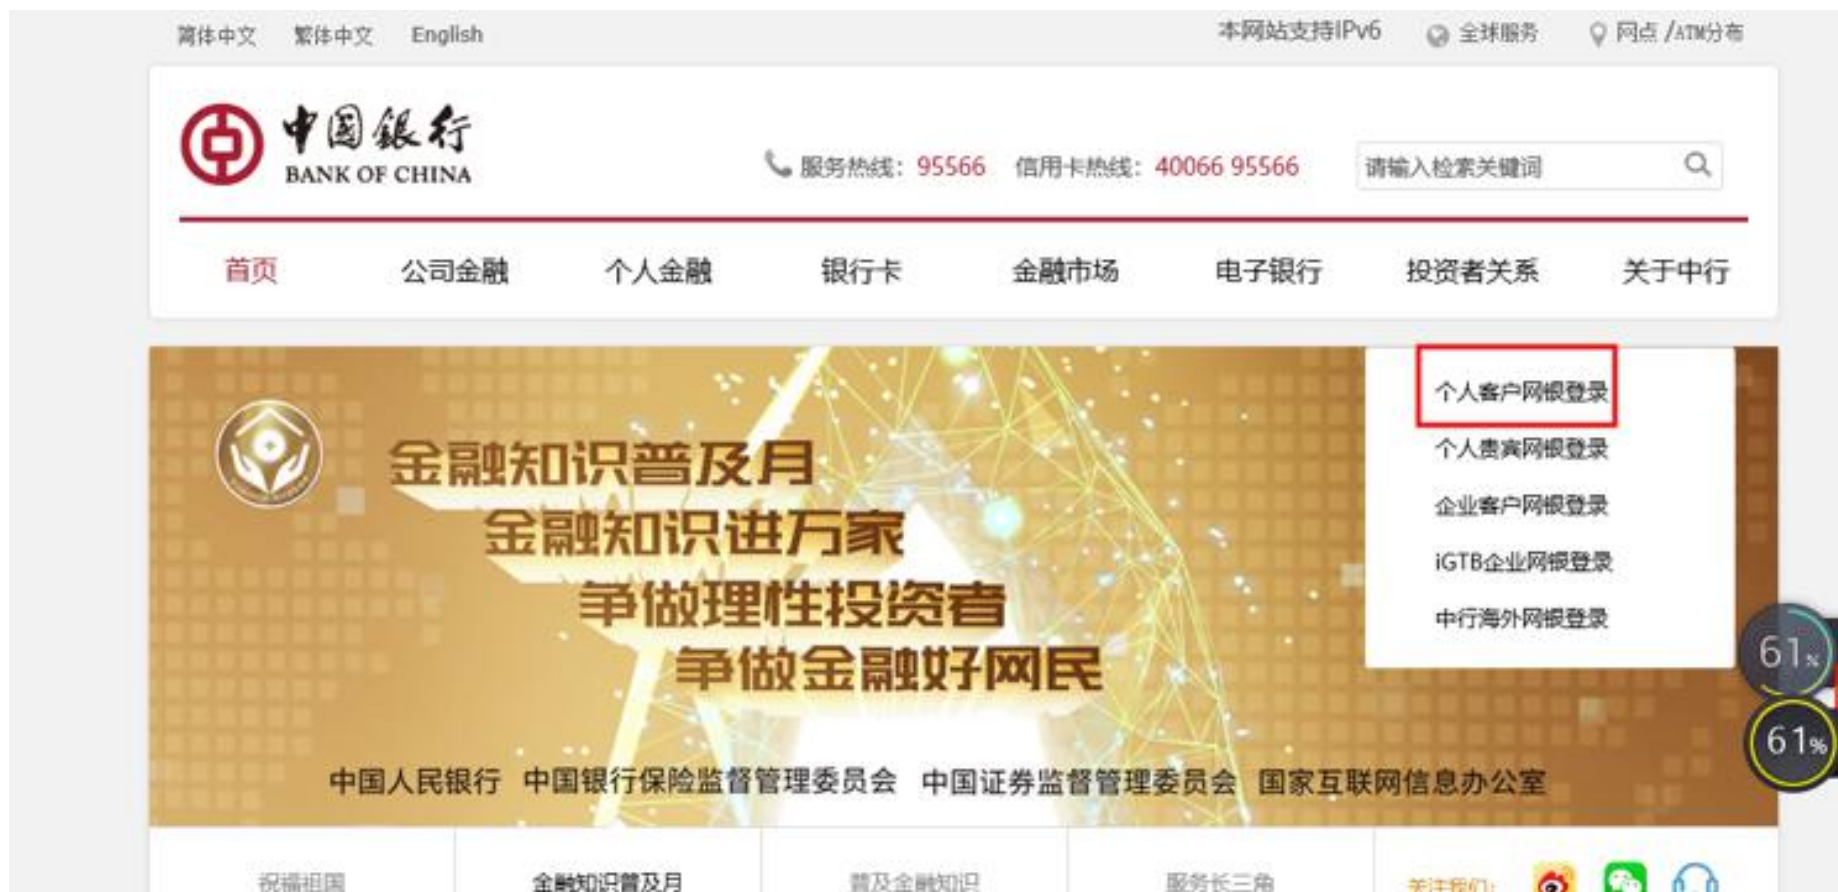 简体中文 繁体中文 English 本网站支持IPv6 全球服务 网点 /ATM分布
中国銀行
BANK OF CHINA
服务热线：95566 信用卡热线：40066 95566 请输入检索关键词
首页 公司金融 个人金融 银行卡 金融市场 电子银行 投资者关系 关于中行
个人客户网银登录
个人贵宾网银登录
企业客户网银登录
iGTB企业网银登录
中行海外网银登录
金融知识普及月
金融知识进万家
争做理性投资者
争做金融好网民
61%
61%
中国人民银行 中国银行保险监督管理委员会 中国证券监督管理委员会 国家互联网信息办公室
祝福祖国 金融知识普及月 普及金融知识 服务长三角 关注我们：